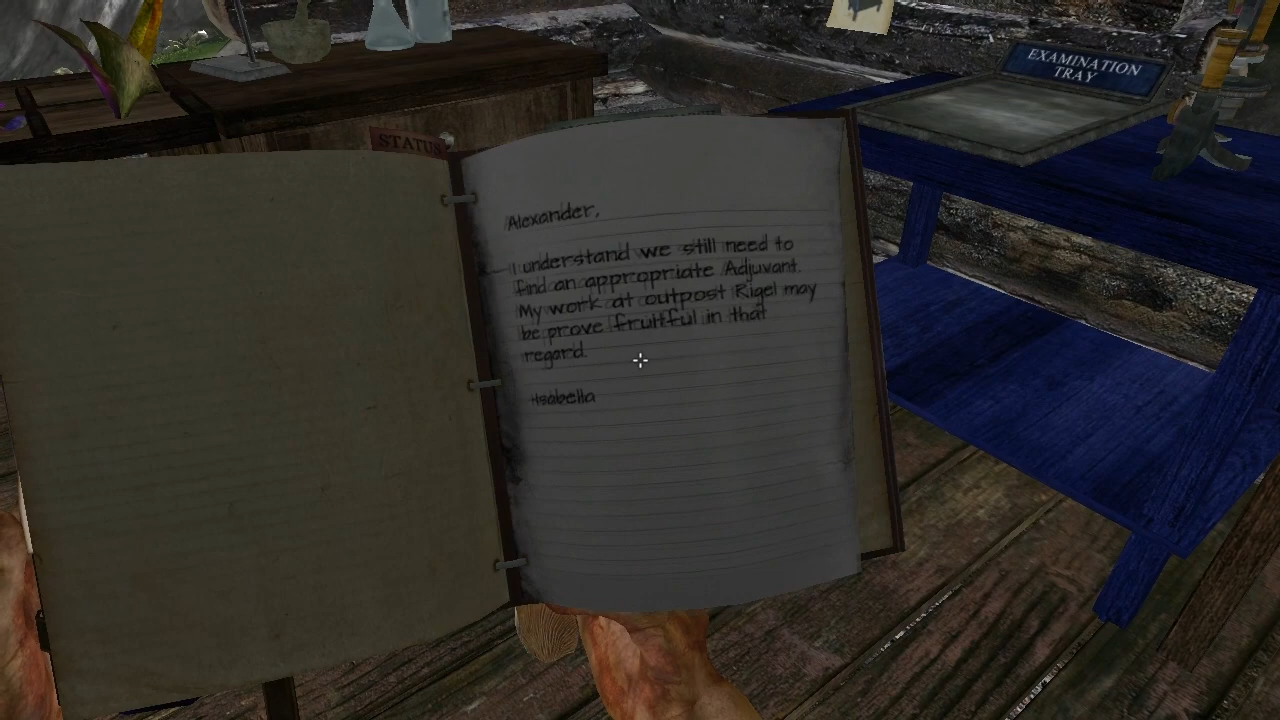 EXAMINATION
TRAY
STATUS
Alexander,
I understand we still need to
find an appropriate Adjuvant.
My work at outpost Rigel may
be prove fruitful in that
regard.
-Isabella